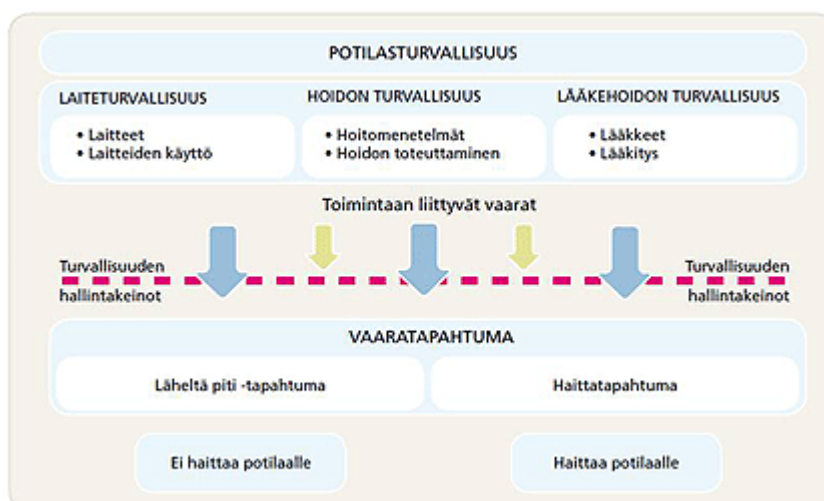 POTILASTURVALLISUUS
LAITETURVALLISUUS
• Laitteet
• Laitteiden käyttö
HOIDON TURVALLISUUS
• Hoitomenetelmät
• Hoidon toteuttaminen
LÄÄKEHOIDON TURVALLISUUS
• Lääkkeet
• Lääkitys
Toimintaan liittyvät vaarat
Turvallisuuden
hallintakeinot
Turvallisuuden
hallintakeinot
VAARATAPAHTUMA
Läheltä piti -tapahtuma
Haittatapahtuma
Ei haittaa potilaalle
Haittaa potilaalle